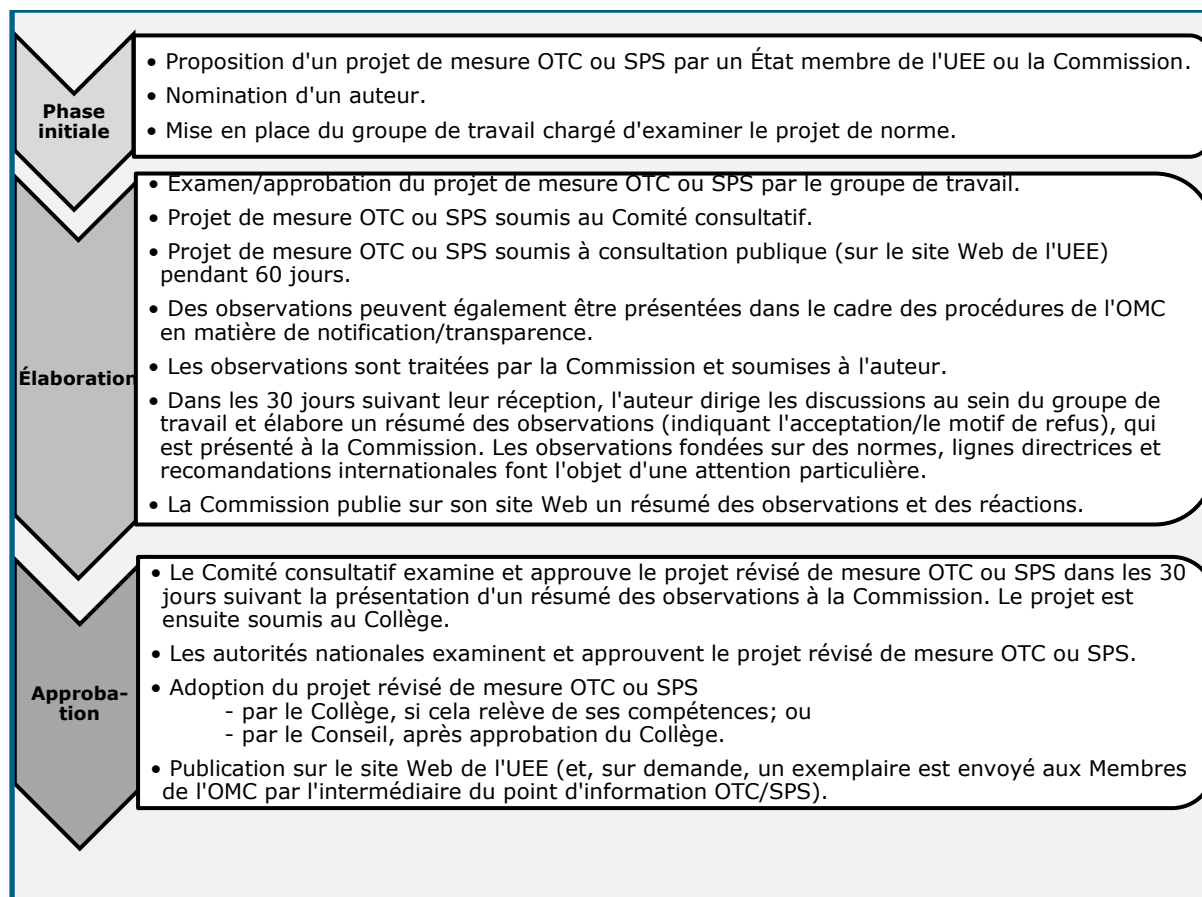 Phase
initiale
• Proposition d'un projet de mesure OTC ou SPS par un État membre de l'UEE ou la Commission.
• Nomination d'un auteur.
• Mise en place du groupe de travail chargé d'examiner le projet de norme.
Élaboration
• Examen/approbation du projet de mesure OTC ou SPS par le groupe de travail.
• Projet de mesure OTC ou SPS soumis au Comité consultatif.
• Projet de mesure OTC ou SPS soumis à consultation publique (sur le site Web de l'UEE)
pendant 60 jours.
• Des observations peuvent également être présentées dans le cadre des procédures de l'OMC
en matière de notification/transparence.
• Les observations sont traitées par la Commission et soumises à l'auteur.
• Dans les 30 jours suivant leur réception, l'auteur dirige les discussions au sein du groupe de
travail et élabore un résumé des observations (indiquant l'acceptation/le motif de refus), qui
est présenté à la Commission. Les observations fondées sur des normes, lignes directrices et
recomandations internationales font l'objet d'une attention particulière.
• La Commission publie sur son site Web un résumé des observations et des réactions.
Approba-
tion
• Le Comité consultatif examine et approuve le projet révisé de mesure OTC ou SPS dans les 30
jours suivant la présentation d'un résumé des observations à la Commission. Le projet est
ensuite soumis au Collège.
• Les autorités nationales examinent et approuvent le projet révisé de mesure OTC ou SPS.
• Adoption du projet révisé de mesure OTC ou SPS
- par le Collège, si cela relève de ses compétences; ou
- par le Conseil, après approbation du Collège.
• Publication sur le site Web de l'UEE (et, sur demande, un exemplaire est envoyé aux Membres
de l'OMC par l'intermédiaire du point d'information OTC/SPS).